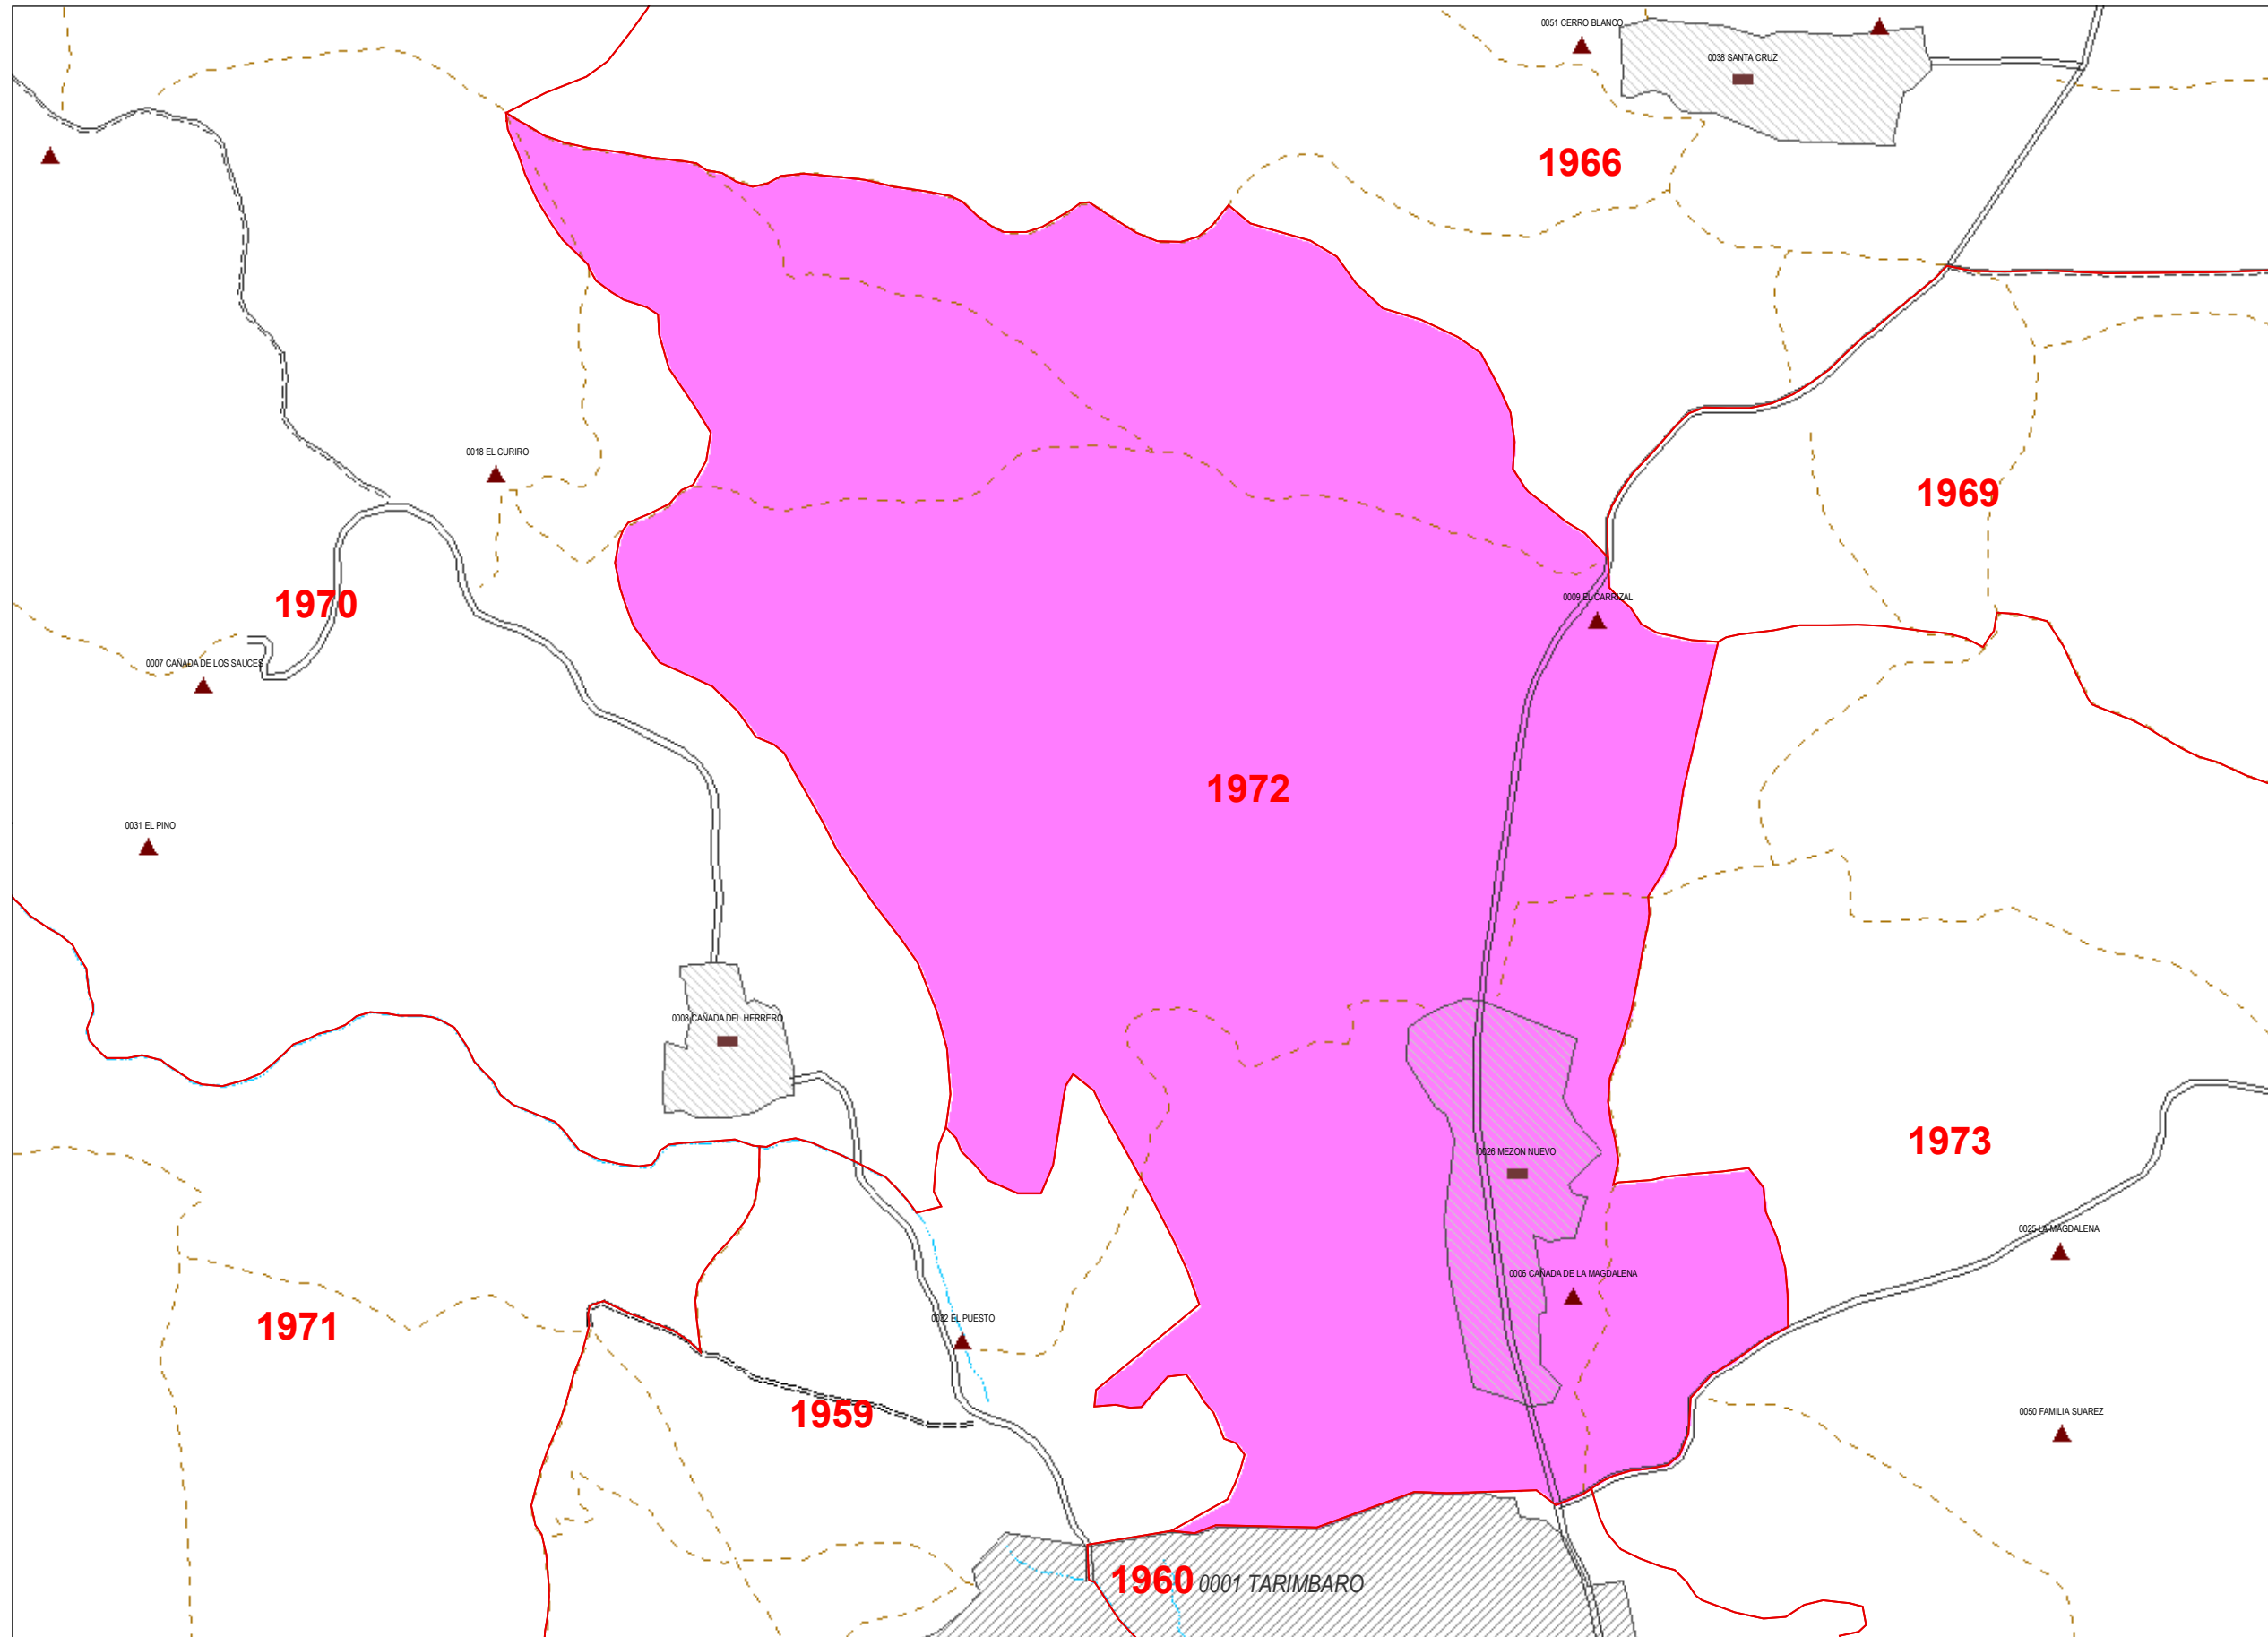 0051 CERRO BLANCO
0038 SANTA CRUZ
1966
0018 EL CURIRO
1969
1970
0009 EL CARRIZAL
0007 CAÑADA DE LOS SAUCES
1972
0031 EL PINO
0008 CAÑADA DEL HERRERO
1973
0026 MEZON NUEVO
0025 LA MAGDALENA
0006 CAÑADA DE LA MAGDALENA
1971
0022 EL PUESTO
1959
0050 FAMILIA SUAREZ
1960 0001 TARIMBARO